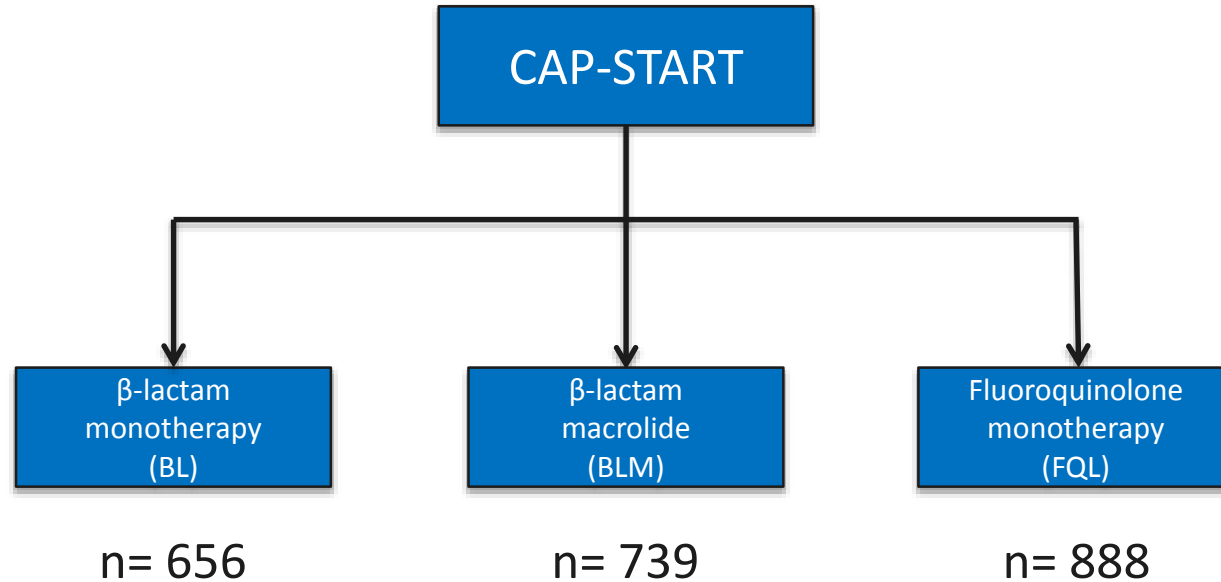 CAP-START
β-lactam
monotherapy
(BL)
β-lactam
macrolide
(BLM)
Fluoroquinolone
monotherapy
(FQL)
n= 656
n= 739
n= 888